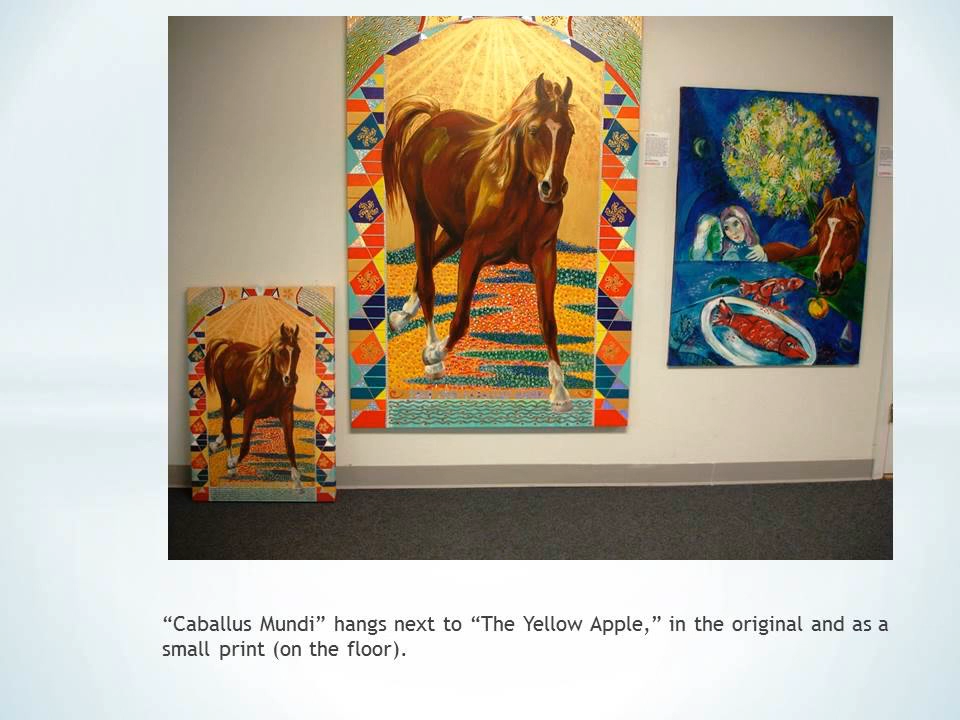 “Caballus Mundi” hangs next to “The Yellow Apple,” in the original and as a
small print (on the floor).